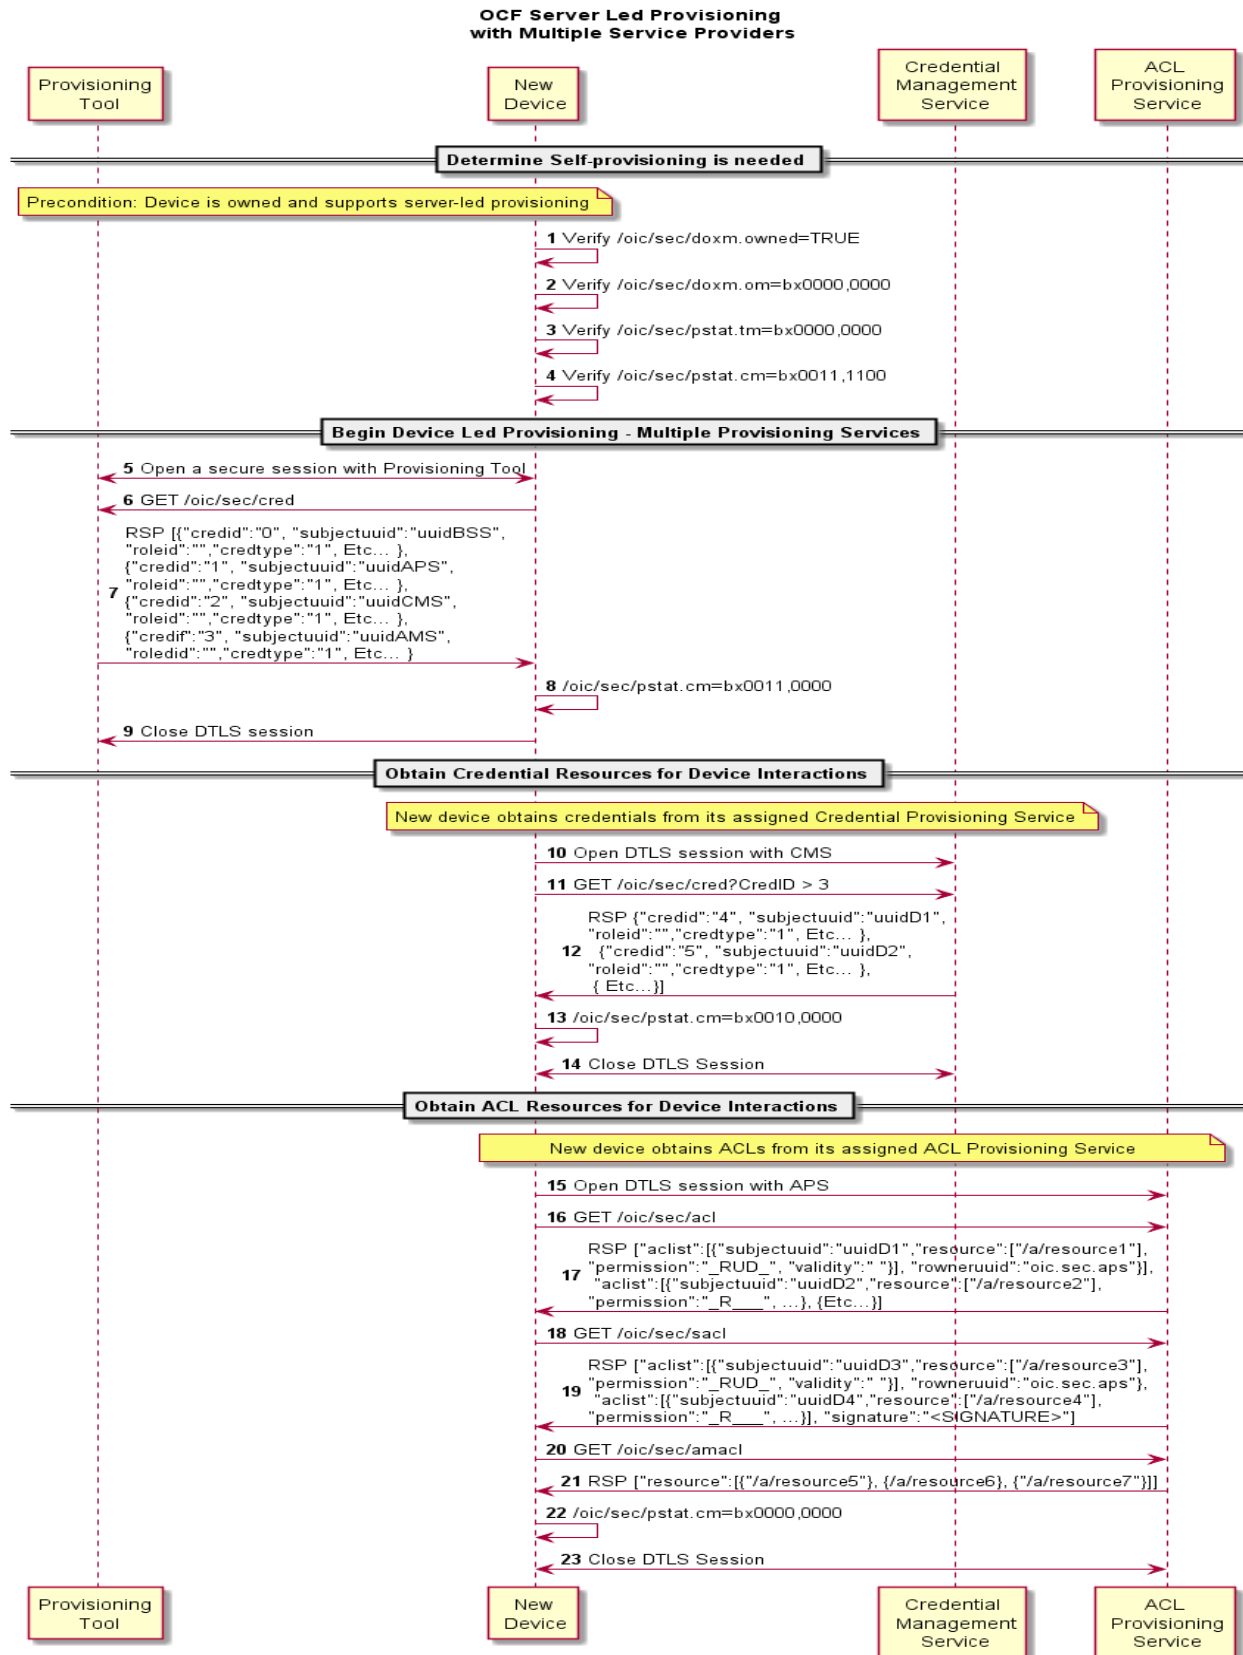 OCF Server Led Provisioning
with Multiple Service Providers
Provisioning
Tool
New
Device
Credential
Management
Service
ACL
Provisioning
Service
Determine Self-provisioning is needed
Precondition: Device is owned and supports server-led provisioning
1 Verify /oic/sec/doxm.owned=TRUE
2 Verify /oic/sec/doxm.om=bx0000,0000
3 Verify /oic/sec/pstat.tm=bx0000,0000
4 Verify /oic/sec/pstat.cm=bx0011,1100
Begin Device Led Provisioning - Multiple Provisioning Services
5 Open a secure session with Provisioning Tool
6 GET /oic/sec/cred
RSP [{"credid":"0", "subjectuuid":"uuidBSS",
"roleid":"","credtype":"1", Etc... },
{"credid":"1", "subjectuuid":"uuidAPS",
"roleid":"","credtype":"1", Etc... },
7
{"credid":"2", "subjectuuid":"uuidCMS",
"roleid":"","credtype":"1", Etc... },
{"credif":"3", "subjectuuid":"uuidAMS",
"roledid":"","credtype":"1", Etc... }
8 /oic/sec/pstat.cm=bx0011,0000
9 Close DTLS session
Obtain Credential Resources for Device Interactions
New device obtains credentials from its assigned Credential Provisioning Service
10 Open DTLS session with CMS
11 GET /oic/sec/cred?CredID > 3
RSP {"credid":"4", "subjectuuid":"uuidD1",
"roleid":"","credtype":"1", Etc... },
12 {"credid":"5", "subjectuuid":"uuidD2",
"roleid":"","credtype":"1", Etc... },
{ Etc...}]
13 /oic/sec/pstat.cm=bx0010,0000
14 Close DTLS Session
Obtain ACL Resources for Device Interactions
New device obtains ACLs from its assigned ACL Provisioning Service
15 Open DTLS session with APS
16 GET /oic/sec/acl
RSP ["aclist":[{"subjectuuid":"uuidD1","resource":["/a/resource1"],
"permission":"_RUD_", "validity":" "}], "rowneruuid":"oic.sec.aps"}],
17
"aclist":[{"subjectuuid":"uuidD2","resource":["/a/resource2"],
"permission":"_R___", ...}, {Etc...}]
18 GET /oic/sec/sacl
RSP ["aclist":[{"subjectuuid":"uuidD3","resource":["/a/resource3"],
"permission":"_RUD_", "validity":" "}], "rowneruuid":"oic.sec.aps"},
19
"aclist":[{"subjectuuid":"uuidD4","resource":["/a/resource4"],
"permission":"_R___", ...}], "signature":"<SIGNATURE>"]
20 GET /oic/sec/amacl
21 RSP ["resource":[{"/a/resource5"}, {/a/resource6}, {"/a/resource7"}]]
22 /oic/sec/pstat.cm=bx0000,0000
23 Close DTLS Session
Provisioning
Tool
New
Device
Credential
Management
Service
ACL
Provisioning
Service